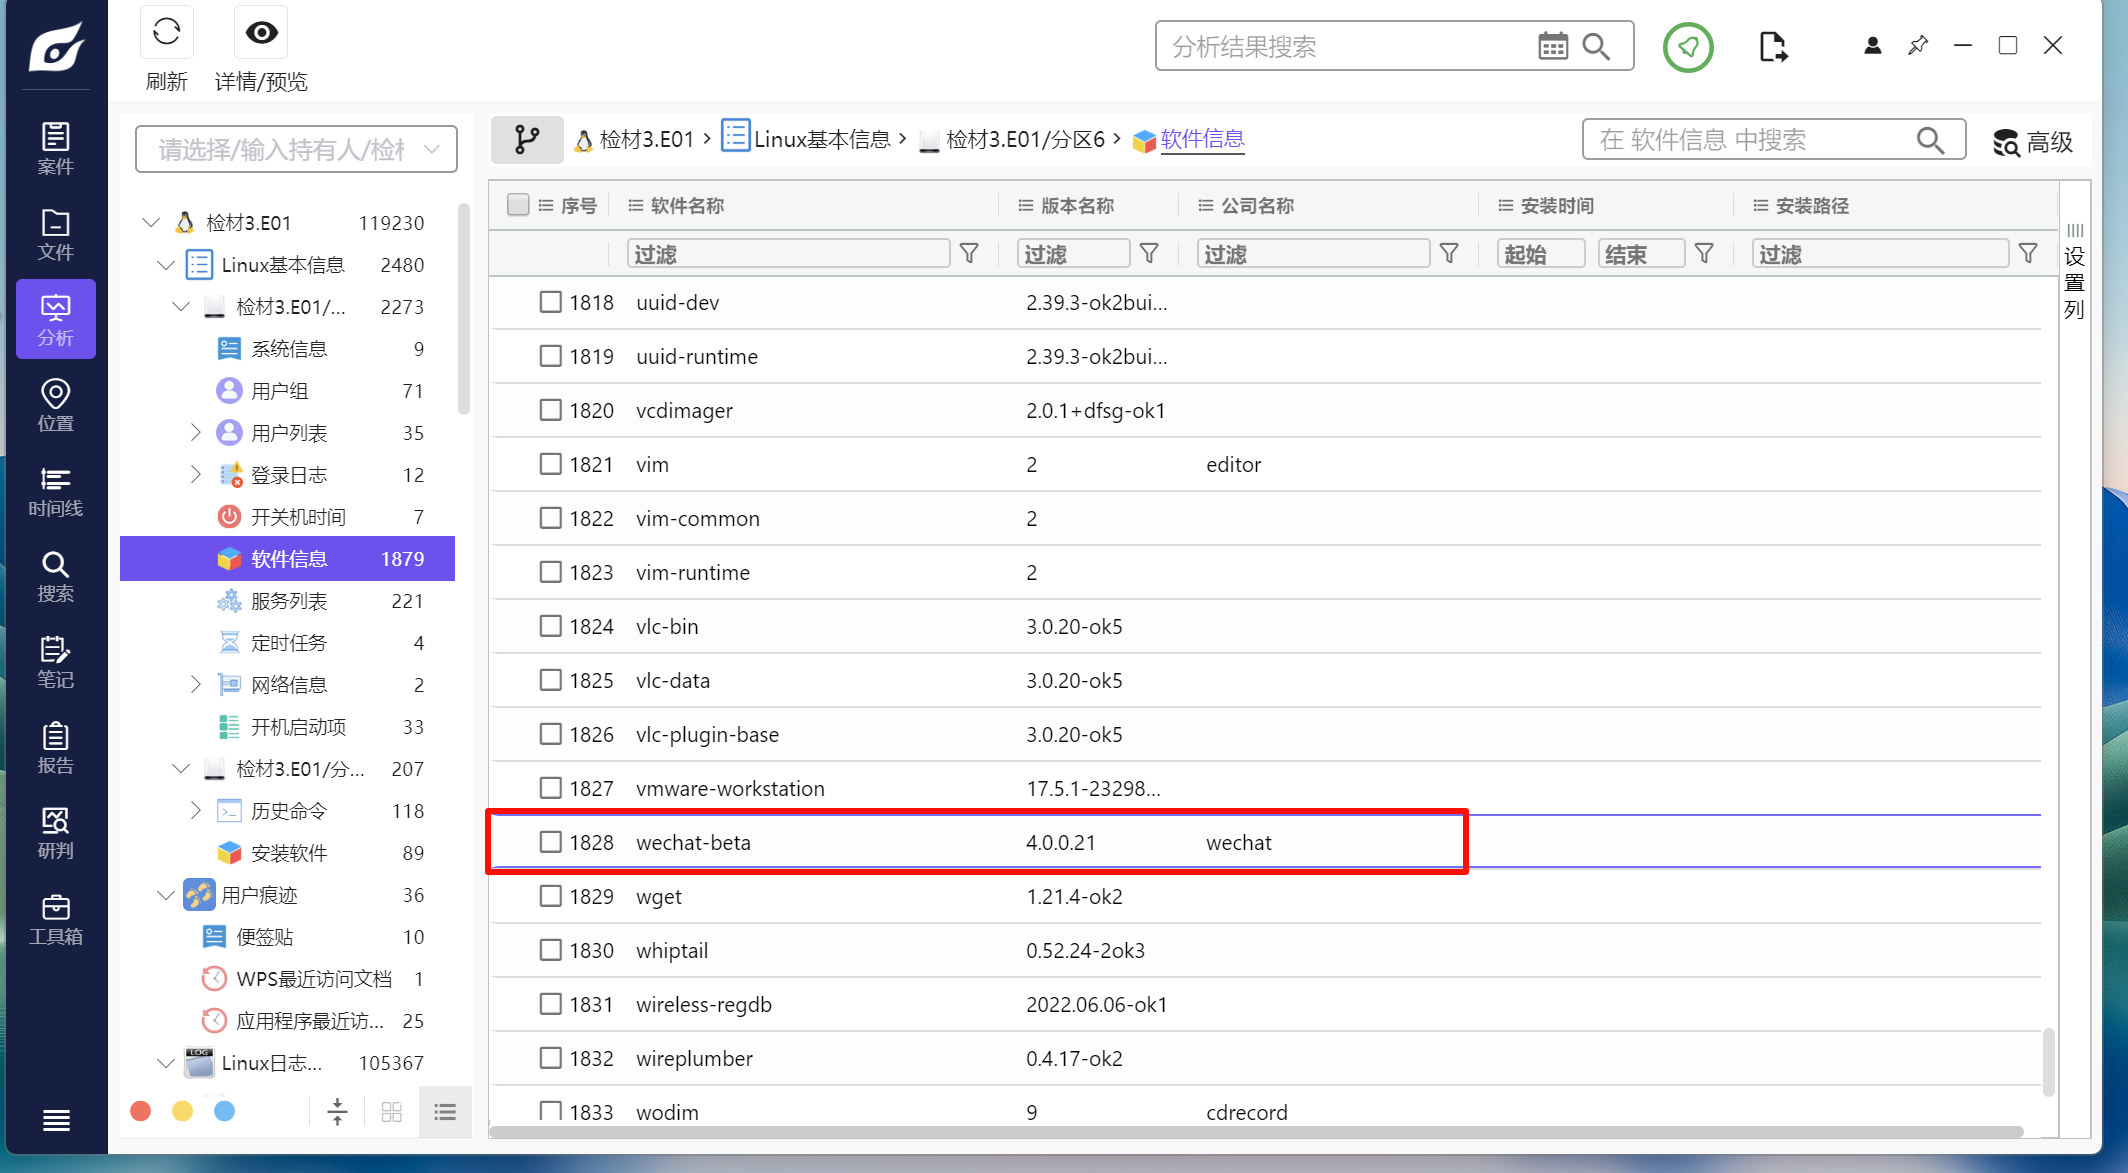 刷新
详情/预览
分析结果搜索
案件
文件
分析
位置
时间线
搜索
笔记
报告
研判
工具箱
请选择/输入持有人/检材
检材3.E01 119230
Linux基本信息 2480
检材3.E01/... 2273
系统信息 9
用户组 71
用户列表 35
登录日志 12
开关机时间 7
软件信息 1879
服务列表 221
定时任务 4
网络信息 2
开机启动项 33
检材3.E01/分... 207
历史命令 118
安装软件 89
用户痕迹 36
便签贴 10
WPS最近访问文档 1
应用程序最近访... 25
LOG
Linux日志... 105367
检材3.E01 > Linux基本信息 > 检材3.E01/分区6 > 软件信息
在 软件信息 中搜索
高级
序号 软件名称 版本名称 公司名称 安装时间 安装路径
过滤 过滤 过滤 起始 结束 过滤
设置列
1818 uuid-dev 2.39.3-ok2bui...
1819 uuid-runtime 2.39.3-ok2bui...
1820 vcdimager 2.0.1+dfsg-ok1
1821 vim 2 editor
1822 vim-common 2
1823 vim-runtime 2
1824 vlc-bin 3.0.20-ok5
1825 vlc-data 3.0.20-ok5
1826 vlc-plugin-base 3.0.20-ok5
1827 vmware-workstation 17.5.1-23298...
1828 wechat-beta 4.0.0.21 wechat
1829 wget 1.21.4-ok2
1830 whiptail 0.52.24-2ok3
1831 wireless-regdb 2022.06.06-ok1
1832 wireplumber 0.4.17-ok2
1833 wodim 9 cdrecord